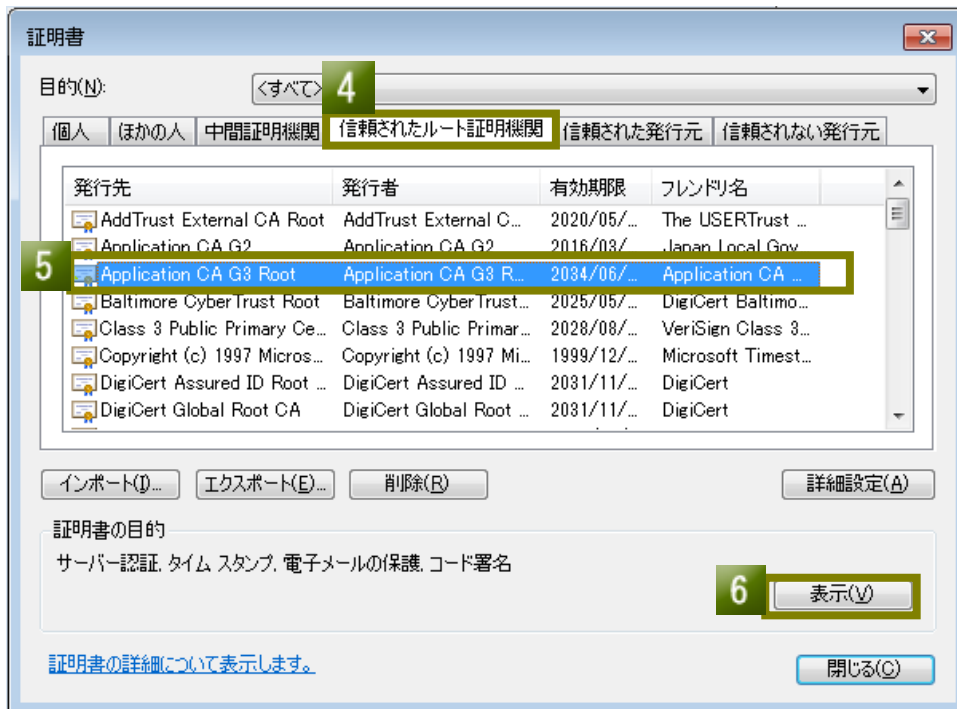 証明書
目的(N): <すべて>
4
個人 ほかの人 中間証明機関 信頼されたルート証明機関 信頼された発行元 信頼されない発行元
発行先 発行者 有効期限 フレンドリ名
AddTrust External CA Root AddTrust External C... 2020/05/... The USERTrust ...
Application CA G2 Application CA G2 2016/03/... Japan Local Gov
5
Application CA G3 Root Application CA G3 R... 2034/06/... Application CA ...
Baltimore CyberTrust Root Baltimore CyberTrust... 2025/05/... DigiCert Baltimo...
Class 3 Public Primary Ce... Class 3 Public Primar... 2028/08/... VeriSign Class 3...
Copyright (c) 1997 Micros... Copyright (c) 1997 Mi... 1999/12/... Microsoft Timest...
DigiCert Assured ID Root ... DigiCert Assured ID ... 2031/11/... DigiCert
DigiCert Global Root CA DigiCert Global Root ... 2031/11/... DigiCert
インポート(I)... エクスポート(E)... 削除(R) 詳細設定(A)
証明書の目的
サーバー認証, タイム スタンプ, 電子メールの保護, コード署名
6
表示(V)
証明書の詳細について表示します。
閉じる(C)